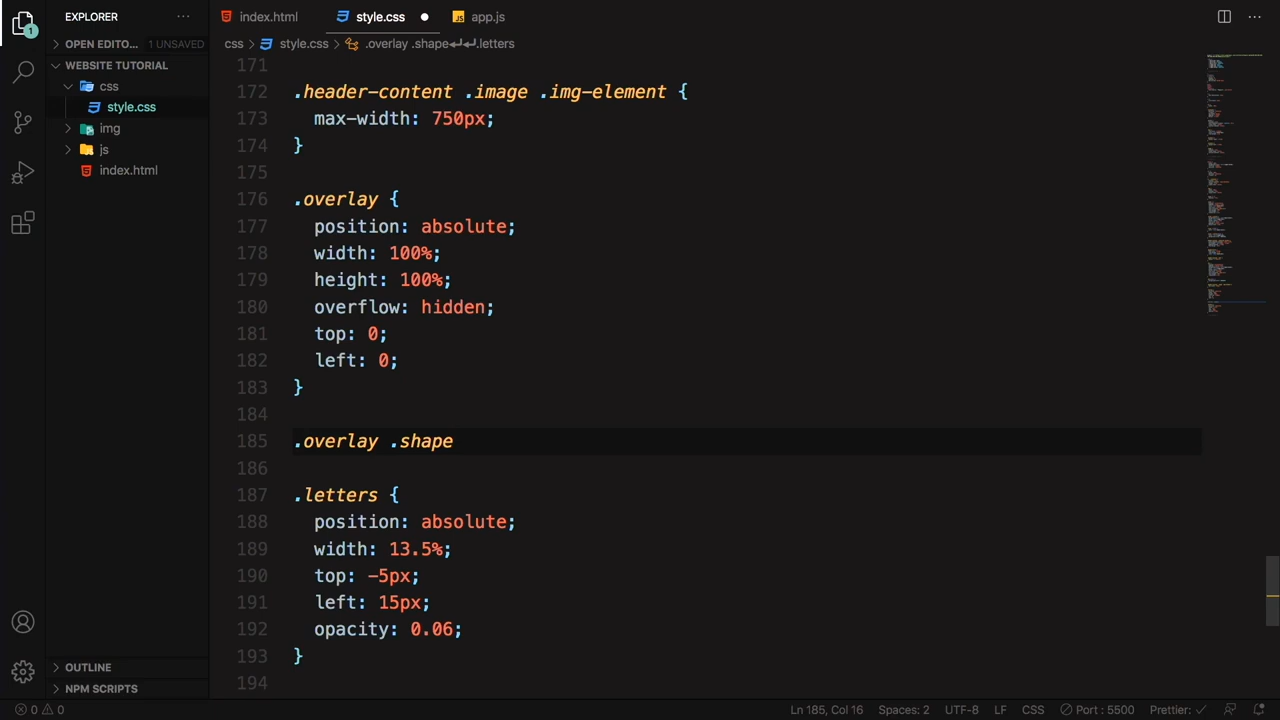 EXPLORER ...
index.html style.css app.js
1
OPEN EDITO... 1 UNSAVED
css > style.css > .overlay .shape↵↵.letters
WEBSITE TUTORIAL
css
style.css
img
js
index.html
171
172 .header-content .image .img-element {
173 max-width: 750px;
174 }
175
176 .overlay {
177 position: absolute;
178 width: 100%;
179 height: 100%;
180 overflow: hidden;
181 top: 0;
182 left: 0;
183 }
184
185 .overlay .shape
186
187 .letters {
188 position: absolute;
189 width: 13.5%;
190 top: -5px;
191 left: 15px;
192 opacity: 0.06;
193 }
194
OUTLINE
NPM SCRIPTS
0 0 Ln 185, Col 16 Spaces: 2 UTF-8 LF CSS Port : 5500 Prettier: ✓